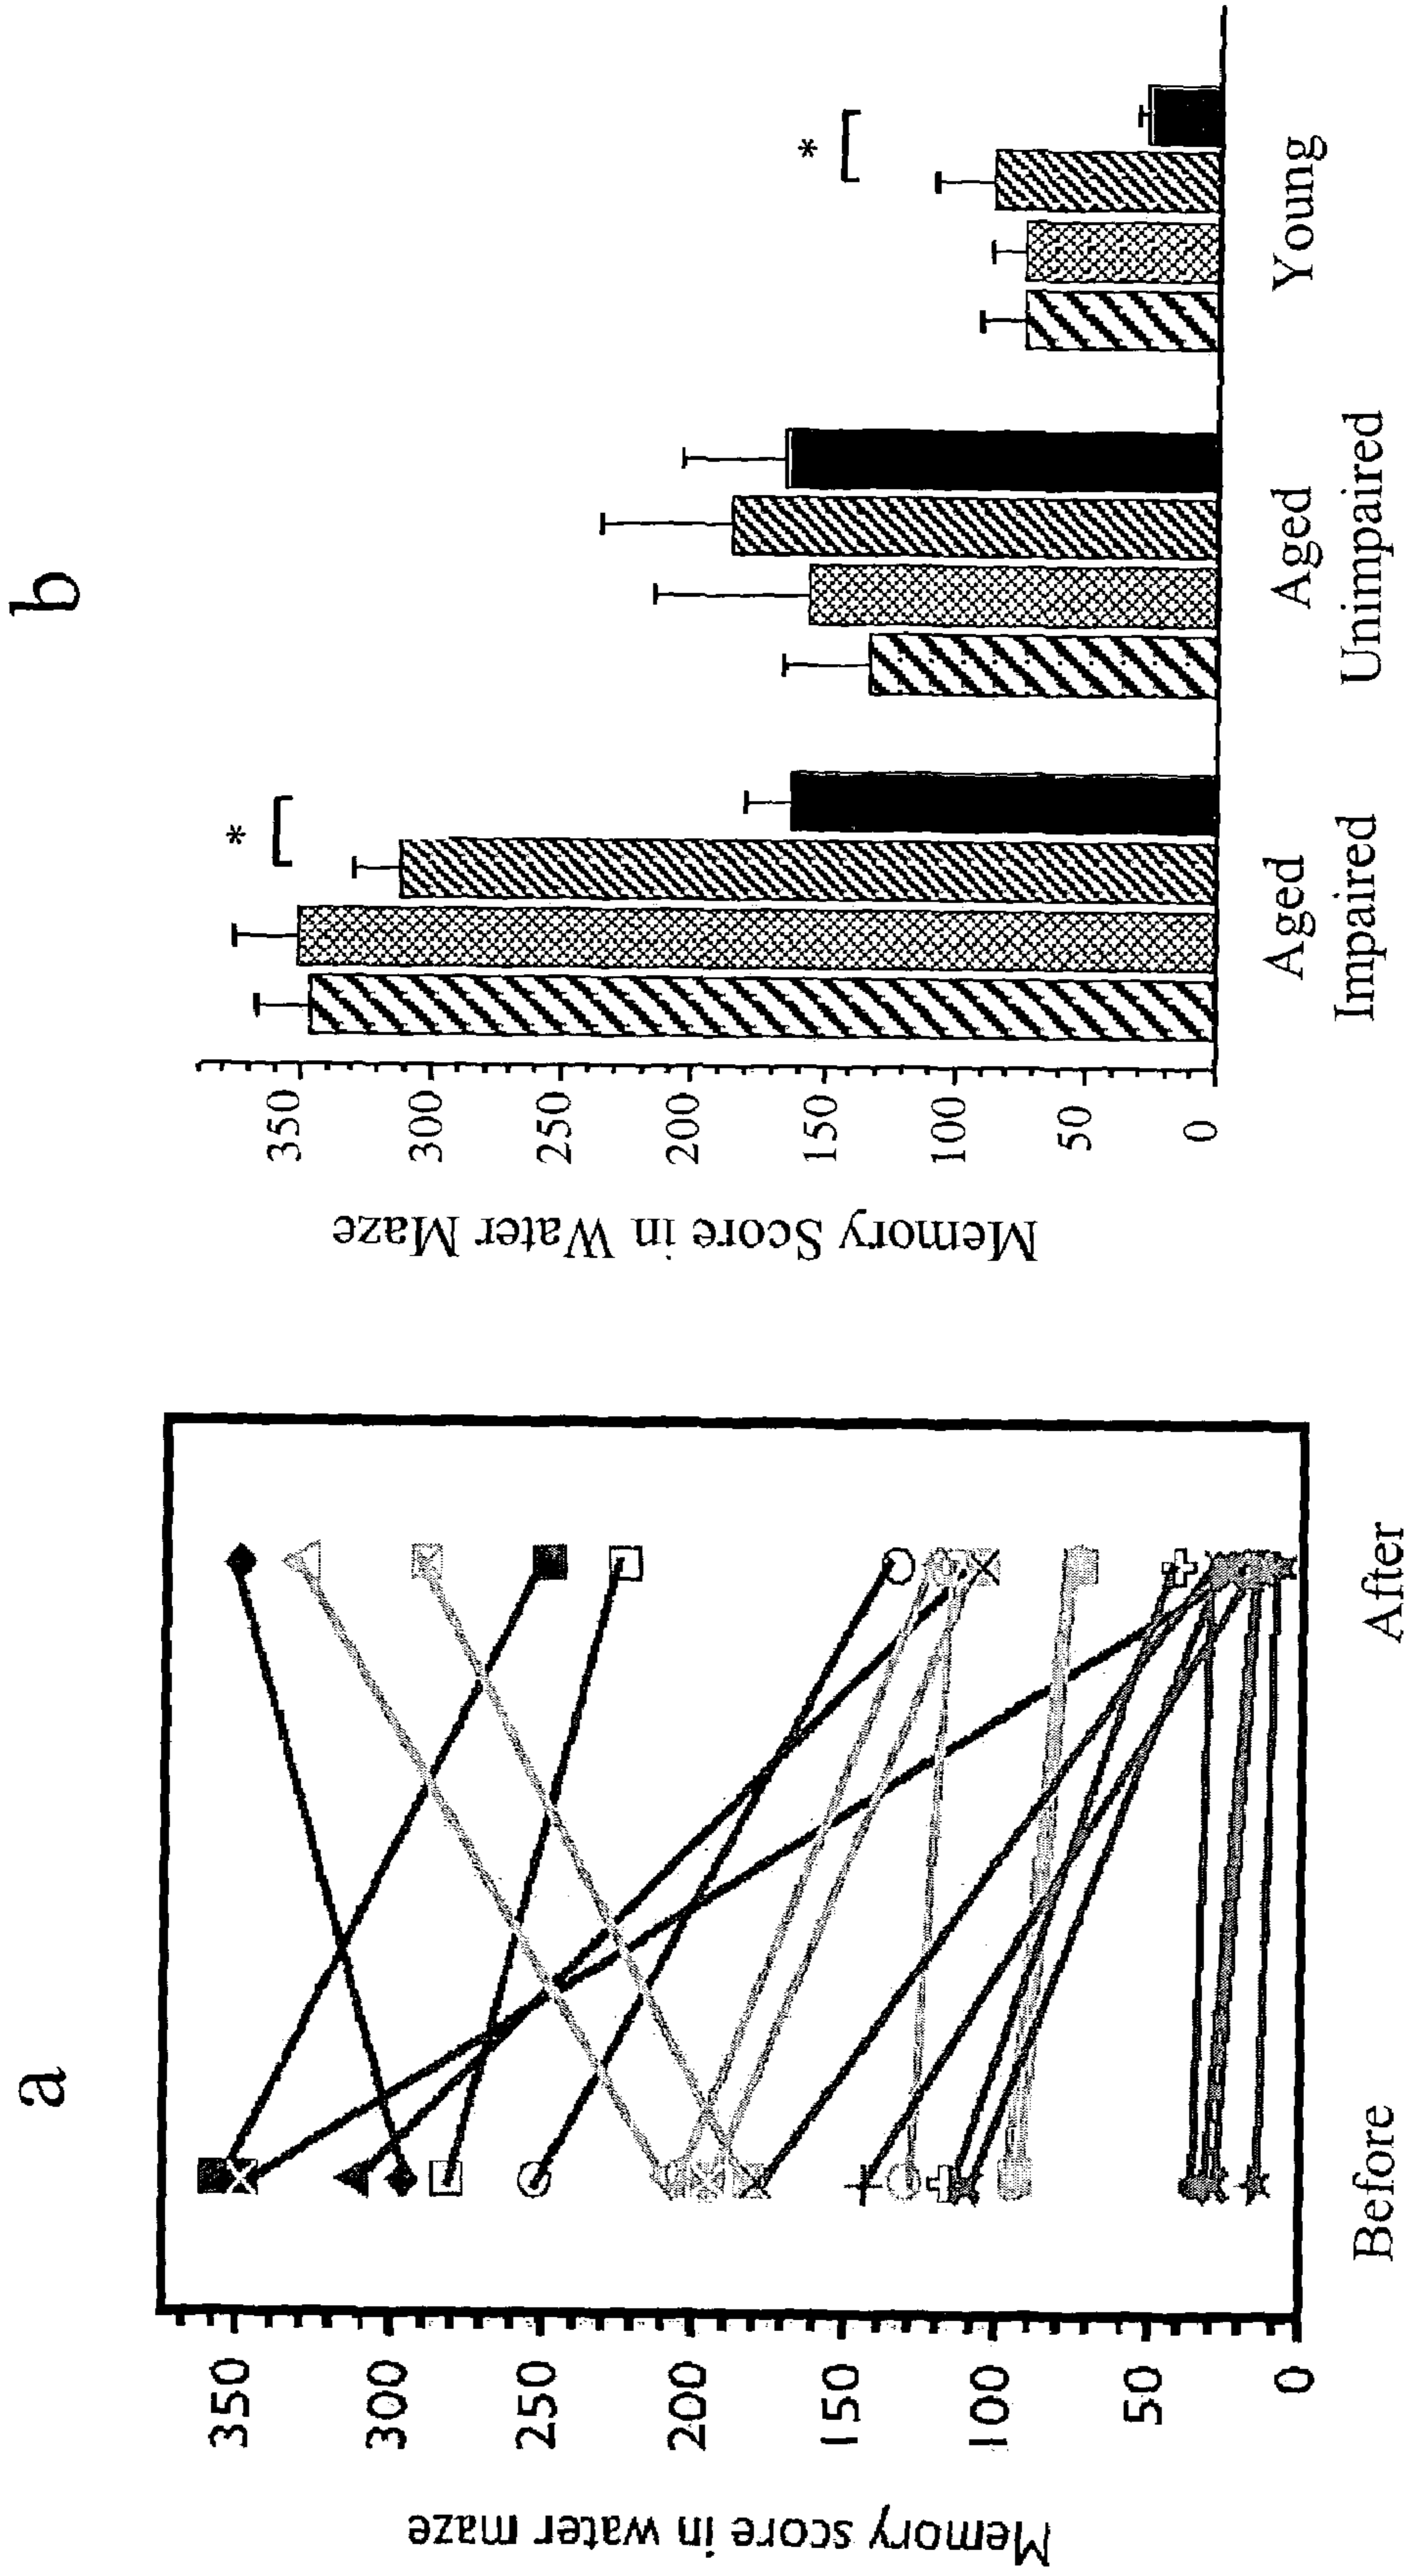 a
Memory score in water maze
350
300
250
200
150
100
50
0
Before
After
b
Memory Score in Water Maze
350
300
250
200
150
100
50
0
*
*
Aged
Impaired
Aged
Unimpaired
Young